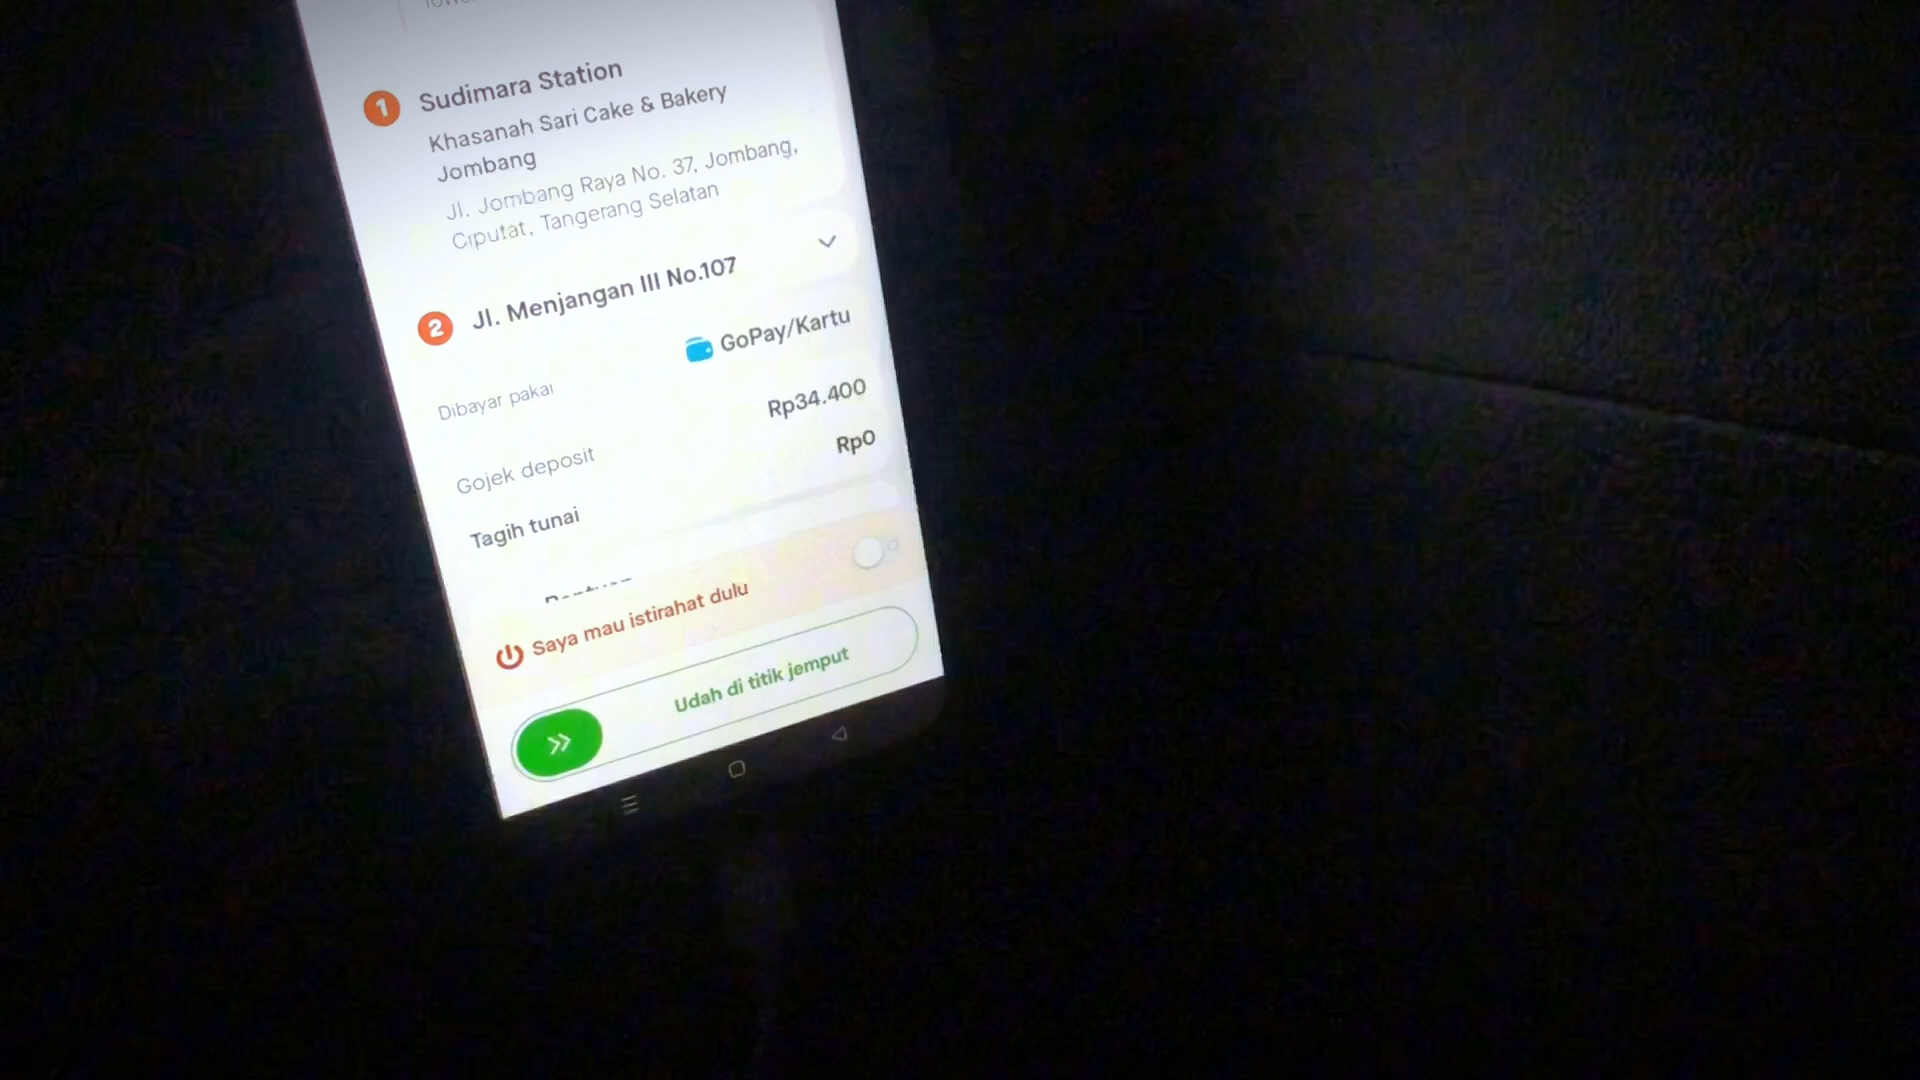 1 Sudimara Station
Khasanah Sari Cake & Bakery
Jombang
Jl. Jombang Raya No. 37, Jombang,
Ciputat, Tangerang Selatan
2 Jl. Menjangan III No.107
Dibayar pakai GoPay/Kartu
Gojek deposit Rp34.400
Tagih tunai Rp0
Saya mau istirahat dulu
Udah di titik jemput